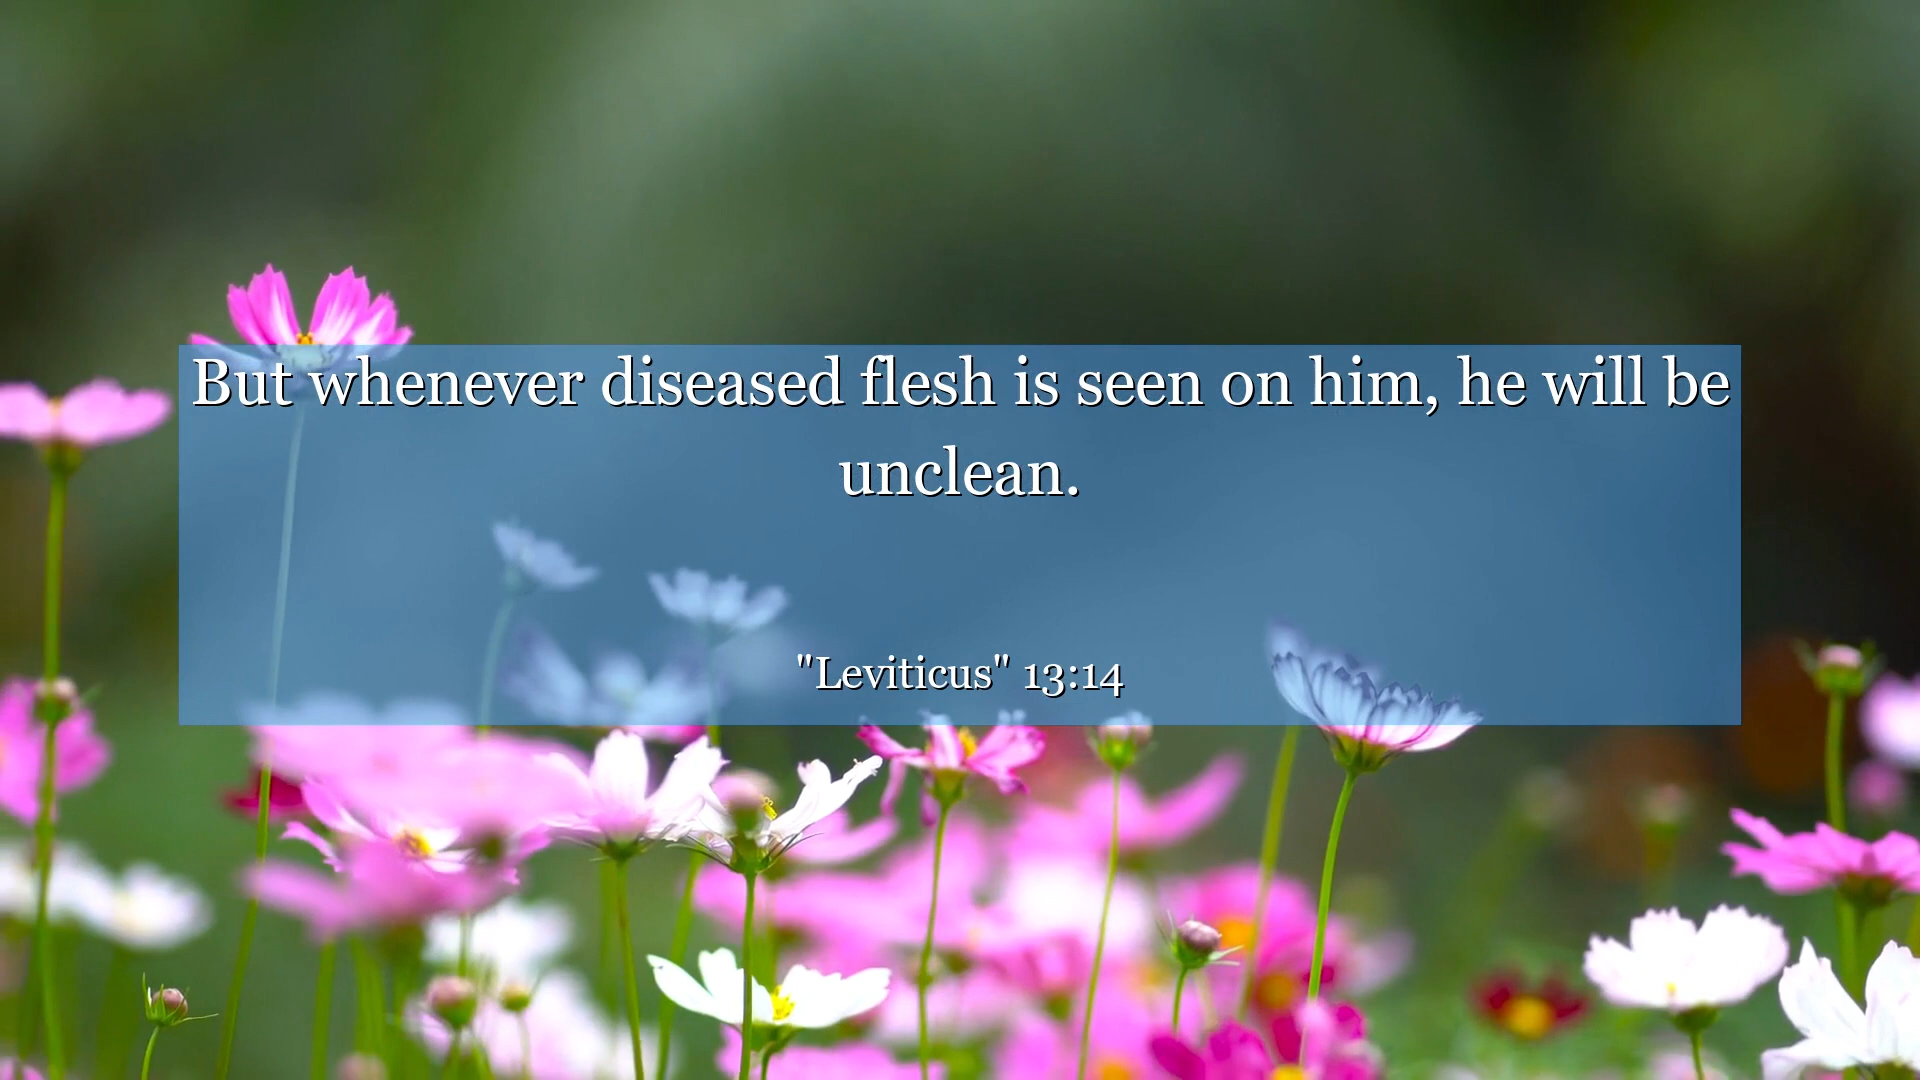 But whenever diseased flesh is seen on him, he will be
unclean.
"Leviticus" 13:14